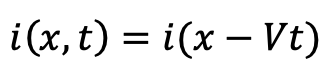 i(x, t) = i(x − Vt)